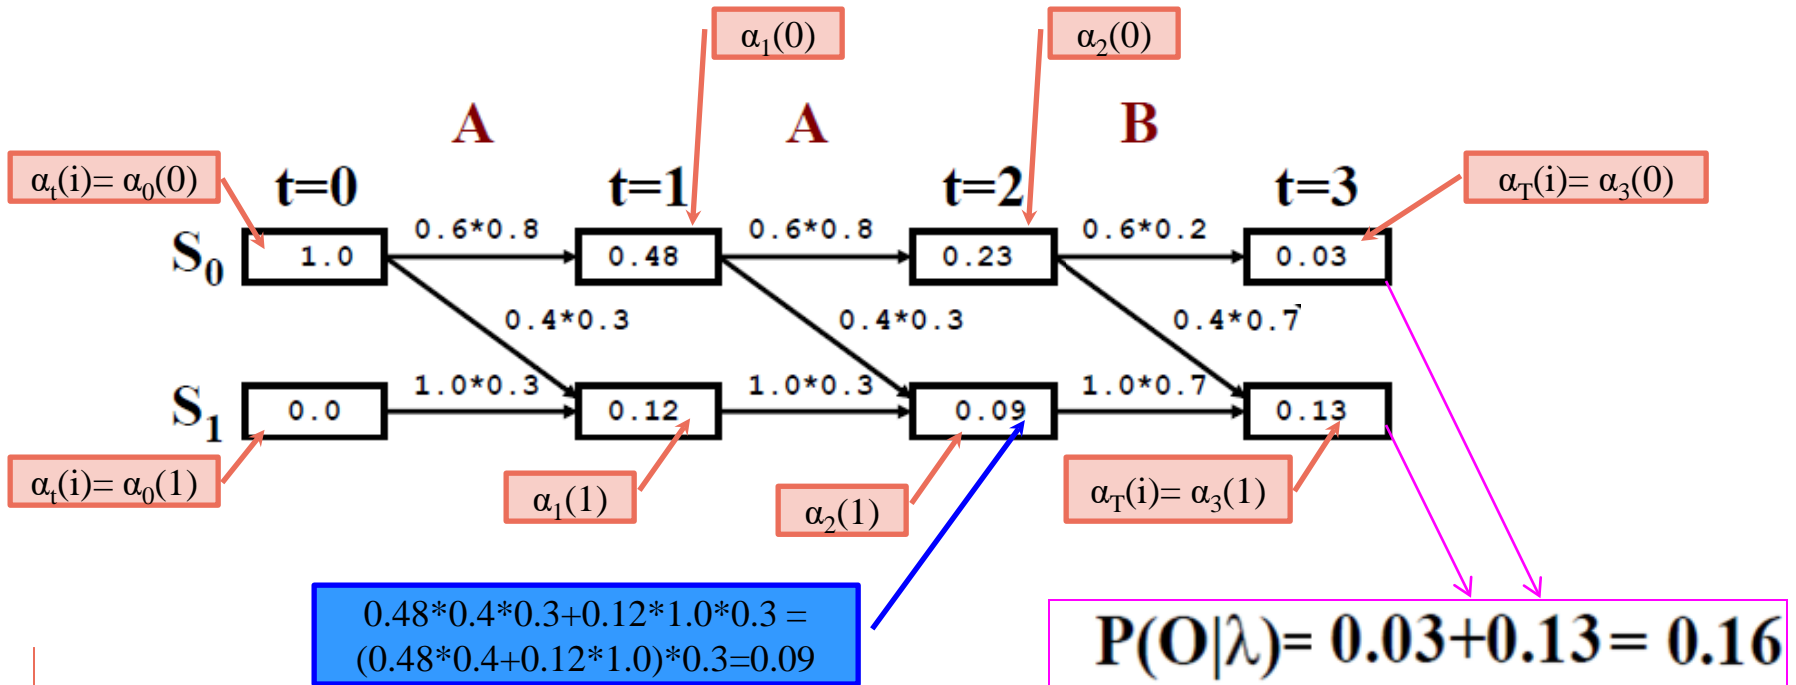 α₁(0)
α₂(0)
A
A
B
αₜ(i)= α₀(0)
t=0
t=1
t=2
t=3
α_T(i)= α₃(0)
S₀
1.0
0.6*0.8
0.48
0.6*0.8
0.23
0.6*0.2
0.03
0.4*0.3
0.4*0.3
0.4*0.7
S₁
0.0
1.0*0.3
0.12
1.0*0.3
0.09
1.0*0.7
0.13
αₜ(i)= α₀(1)
α₁(1)
α₂(1)
α_T(i)= α₃(1)
0.48*0.4*0.3+0.12*1.0*0.3 =
(0.48*0.4+0.12*1.0)*0.3=0.09
P(O|λ)= 0.03+0.13= 0.16